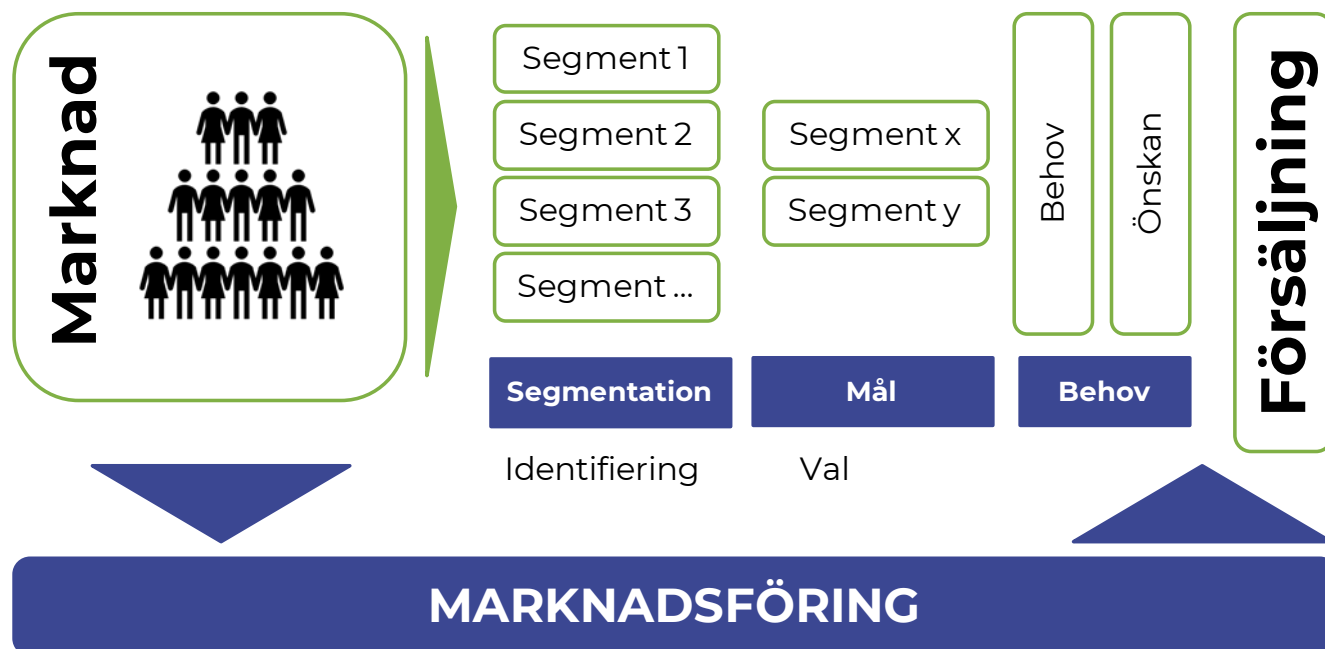 Marknad
Segment 1
Segment 2
Segment 3
Segment ...
Segment x
Segment y
Behov
Önskan
Försäljning
Segmentation
Mål
Behov
Identifiering
Val
MARKNADSFÖRING